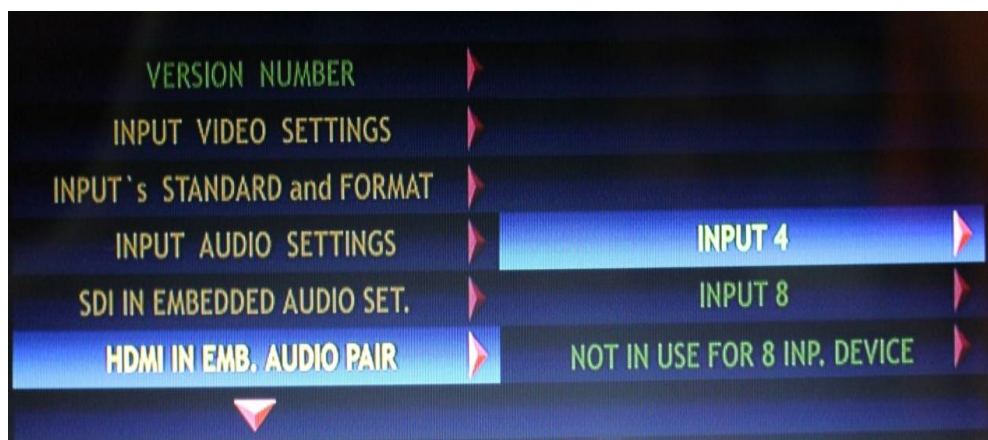 VERSION NUMBER
INPUT VIDEO SETTINGS
INPUT`s STANDARD and FORMAT
INPUT AUDIO SETTINGS
INPUT 4
SDI IN EMBEDDED AUDIO SET.
INPUT 8
HDMI IN EMB. AUDIO PAIR
NOT IN USE FOR 8 INP. DEVICE